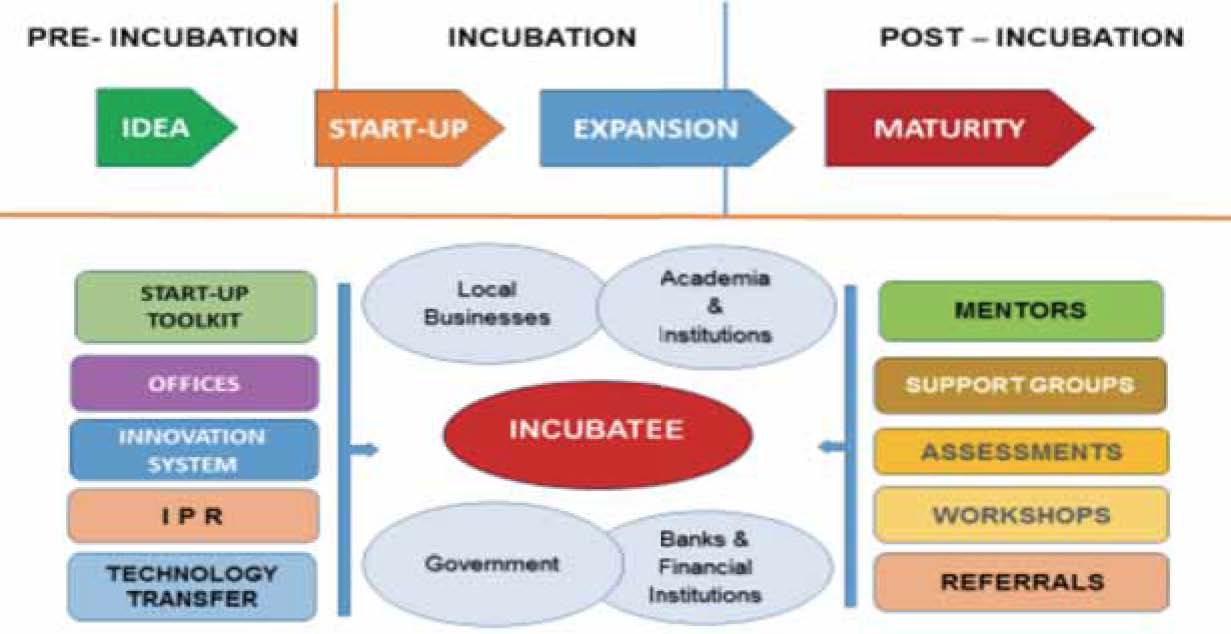 PRE- INCUBATION
INCUBATION
POST – INCUBATION
IDEA
START-UP
EXPANSION
MATURITY
START-UP
TOOLKIT
OFFICES
INNOVATION
SYSTEM
I P R
TECHNOLOGY
TRANSFER
Local
Businesses
Academia
&
Institutions
INCUBATEE
Government
Banks &
Financial
Institutions
MENTORS
SUPPORT GROUPS
ASSESSMENTS
WORKSHOPS
REFERRALS